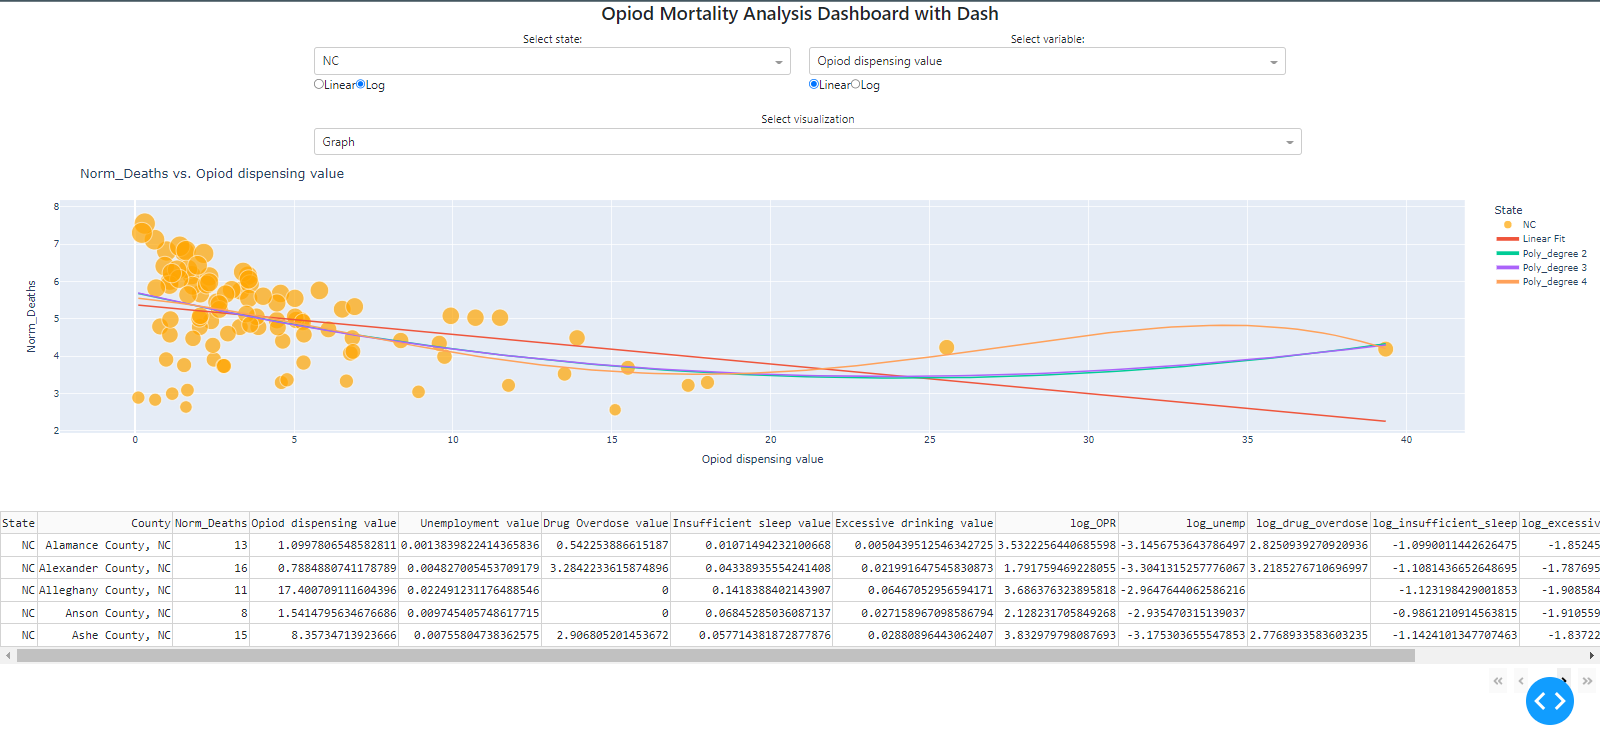 Opiod Mortality Analysis Dashboard with Dash
Select state: Select variable:
NC Opiod dispensing value
Linear Log Linear Log
Select visualization
Graph
Norm_Deaths vs. Opiod dispensing value
State
NC
Linear Fit
Poly_degree 2
Poly_degree 3
Poly_degree 4
Norm_Deaths
8
7
6
5
4
3
2
0 5 10 15 20 25 30 35 40
Opiod dispensing value
State County Norm_Deaths Opiod dispensing value Unemployment value Drug Overdose value Insufficient sleep value Excessive drinking value log_OPR log_unemp log_drug_overdose log_insufficient_sleep log_excessiv
NC Alamance County, NC 13 1.0997806548582811 0.0013839822414365836 0.542253886615187 0.01071494232100668 0.0050439512546342725 3.5322256440685598 -3.1456753643786497 2.8250939270920936 -1.0990011442626475 -1.85245
NC Alexander County, NC 16 0.7884880741178789 0.004827005453709179 3.2842233615874896 0.04338935554241408 0.021991647545830873 1.791759469228055 -3.3041315257776067 3.2185276710696997 -1.1081436652648695 -1.787695
NC Alleghany County, NC 11 17.400709111604396 0.022491231176488546 0 0.1418388402143907 0.06467052956594171 3.686376323895818 -2.9647644062586216 -1.123198429001853 -1.908584
NC Anson County, NC 8 1.5414795634676686 0.009745405748617715 0 0.06845285036087137 0.027158967098586794 2.128231705849268 -2.935470315139037 -0.9861210914563815 -1.910559
NC Ashe County, NC 15 8.35734713923666 0.00755804738362575 2.906805201453672 0.057714381872877876 0.02880896443062407 3.832979798087693 -3.175303655547853 2.7768933583603235 -1.1424101347707463 -1.83722